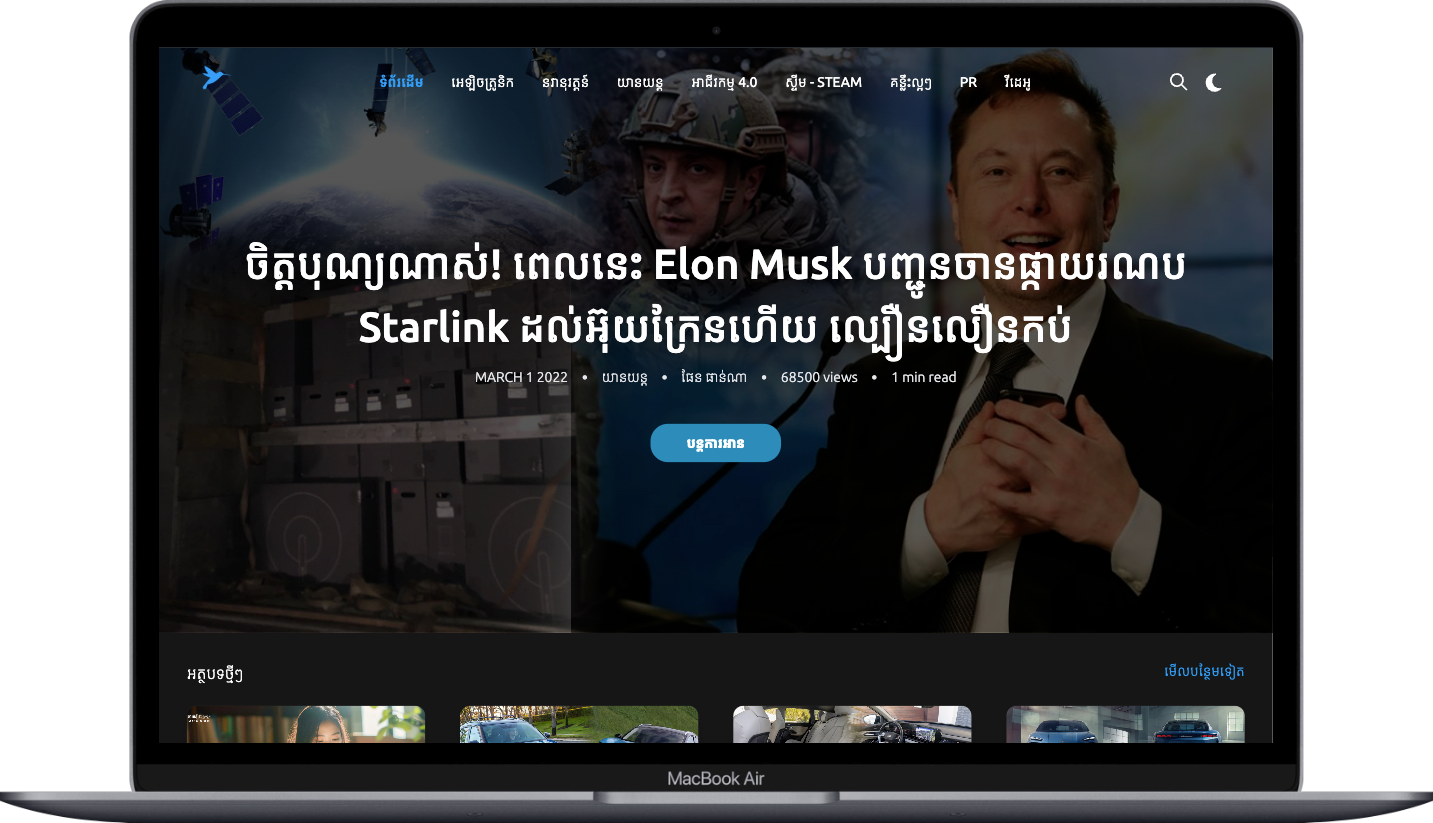 ទំព័រដើម អេឡិចត្រូនិក នវានុវត្តន៍ យានយន្ត អាជីវកម្ម 4.0 ស្ទីម - STEAM គន្លឹះល្អៗ PR វីដេអូ
ចិត្តបុណ្យណាស់! ពេលនេះ Elon Musk បញ្ជូនចានផ្កាយរណប
Starlink ដល់អ៊ុយក្រែនហើយ ល្បឿនលឿនកប់
MARCH 1 2022 • យានយន្ត • ផែន ផាន់ណា • 68500 views • 1 min read
បន្តការអាន
អត្ថបទថ្មីៗ
មើលបន្ថែមទៀត
MacBook Air